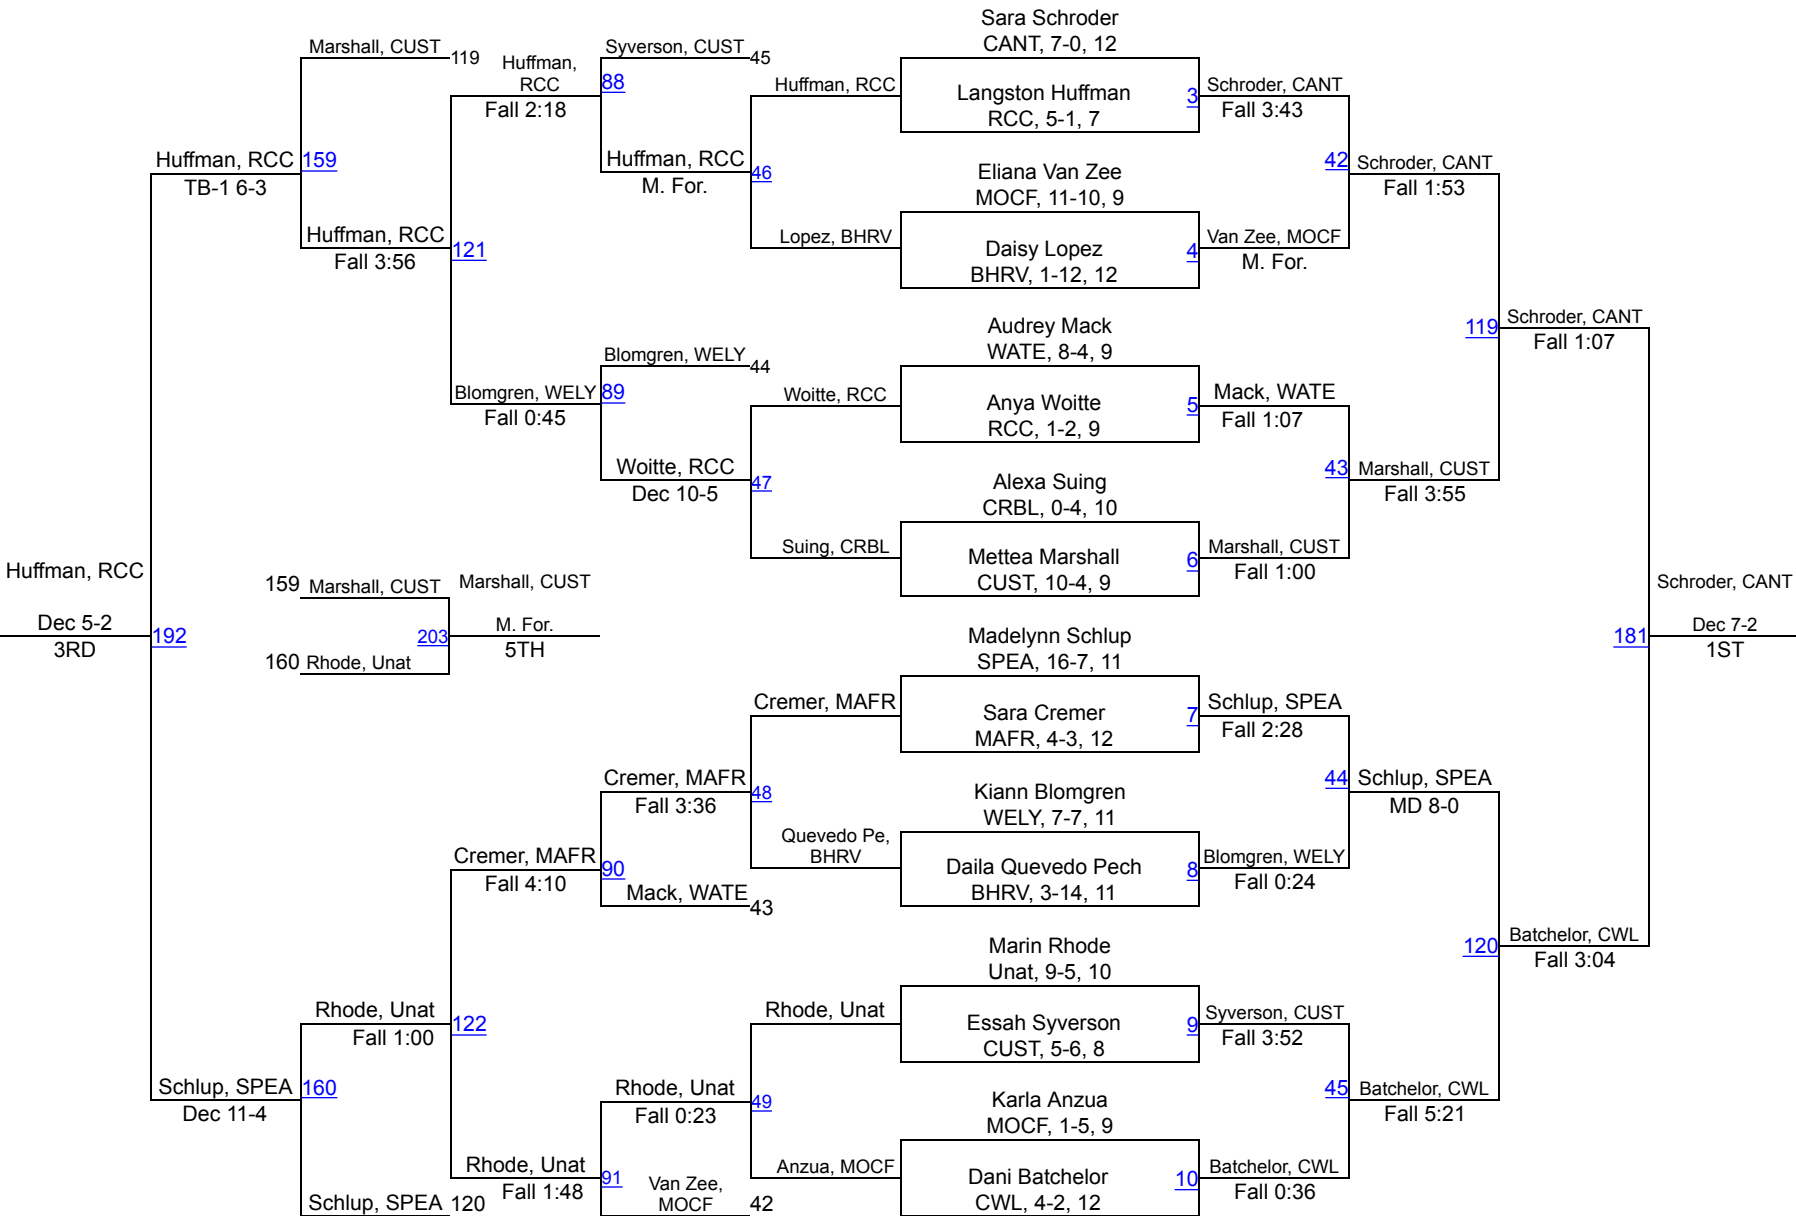 Sara Schroder
CANT, 7-0, 12
Langston Huffman
RCC, 5-1, 7
3
Eliana Van Zee
MOCF, 11-10, 9
Daisy Lopez
BHRV, 1-12, 12
4
Audrey Mack
WATE, 8-4, 9
Anya Woitte
RCC, 1-2, 9
5
Alexa Suing
CRBL, 0-4, 10
Mettea Marshall
CUST, 10-4, 9
6
Madelynn Schlup
SPEA, 16-7, 11
Sara Cremer
MAFR, 4-3, 12
7
Kiann Blomgren
WELY, 7-7, 11
Daila Quevedo Pech
BHRV, 3-14, 11
8
Marin Rhode
Unat, 9-5, 10
Essah Syverson
CUST, 5-6, 8
9
Karla Anzua
MOCF, 1-5, 9
Dani Batchelor
CWL, 4-2, 12
10
Schroder, CANT
Fall 3:43
42
Van Zee, MOCF
M. For.
Mack, WATE
Fall 1:07
43
Marshall, CUST
Fall 1:00
Schlup, SPEA
Fall 2:28
44
Blomgren, WELY
Fall 0:24
Syverson, CUST
Fall 3:52
45
Batchelor, CWL
Fall 0:36
Schroder, CANT
Fall 1:53
119
Marshall, CUST
Fall 3:55
Schlup, SPEA
MD 8-0
120
Batchelor, CWL
Fall 5:21
Schroder, CANT
Fall 1:07
181
Batchelor, CWL
Fall 3:04
Schroder, CANT
Dec 7-2
1ST
Huffman, RCC
46
Lopez, BHRV
Woitte, RCC
47
Suing, CRBL
Cremer, MAFR
48
Quevedo Pe,
BHRV
Rhode, Unat
49
Anzua, MOCF
Syverson, CUST
45
88
Huffman, RCC
M. For.
Blomgren, WELY
44
89
Woitte, RCC
Dec 10-5
Cremer, MAFR
Fall 3:36
90
Mack, WATE
43
Rhode, Unat
Fall 0:23
91
Van Zee,
MOCF
42
Huffman,
RCC
Fall 2:18
121
Blomgren, WELY
Fall 0:45
Cremer, MAFR
Fall 4:10
122
Rhode, Unat
Fall 1:48
Marshall, CUST
119
159
Huffman, RCC
Fall 3:56
Rhode, Unat
Fall 1:00
160
Schlup, SPEA
120
Huffman, RCC
TB-1 6-3
192
Schlup, SPEA
Dec 11-4
Huffman, RCC
Dec 5-2
3RD
159
Marshall, CUST
203
160
Rhode, Unat
Marshall, CUST
M. For.
5TH